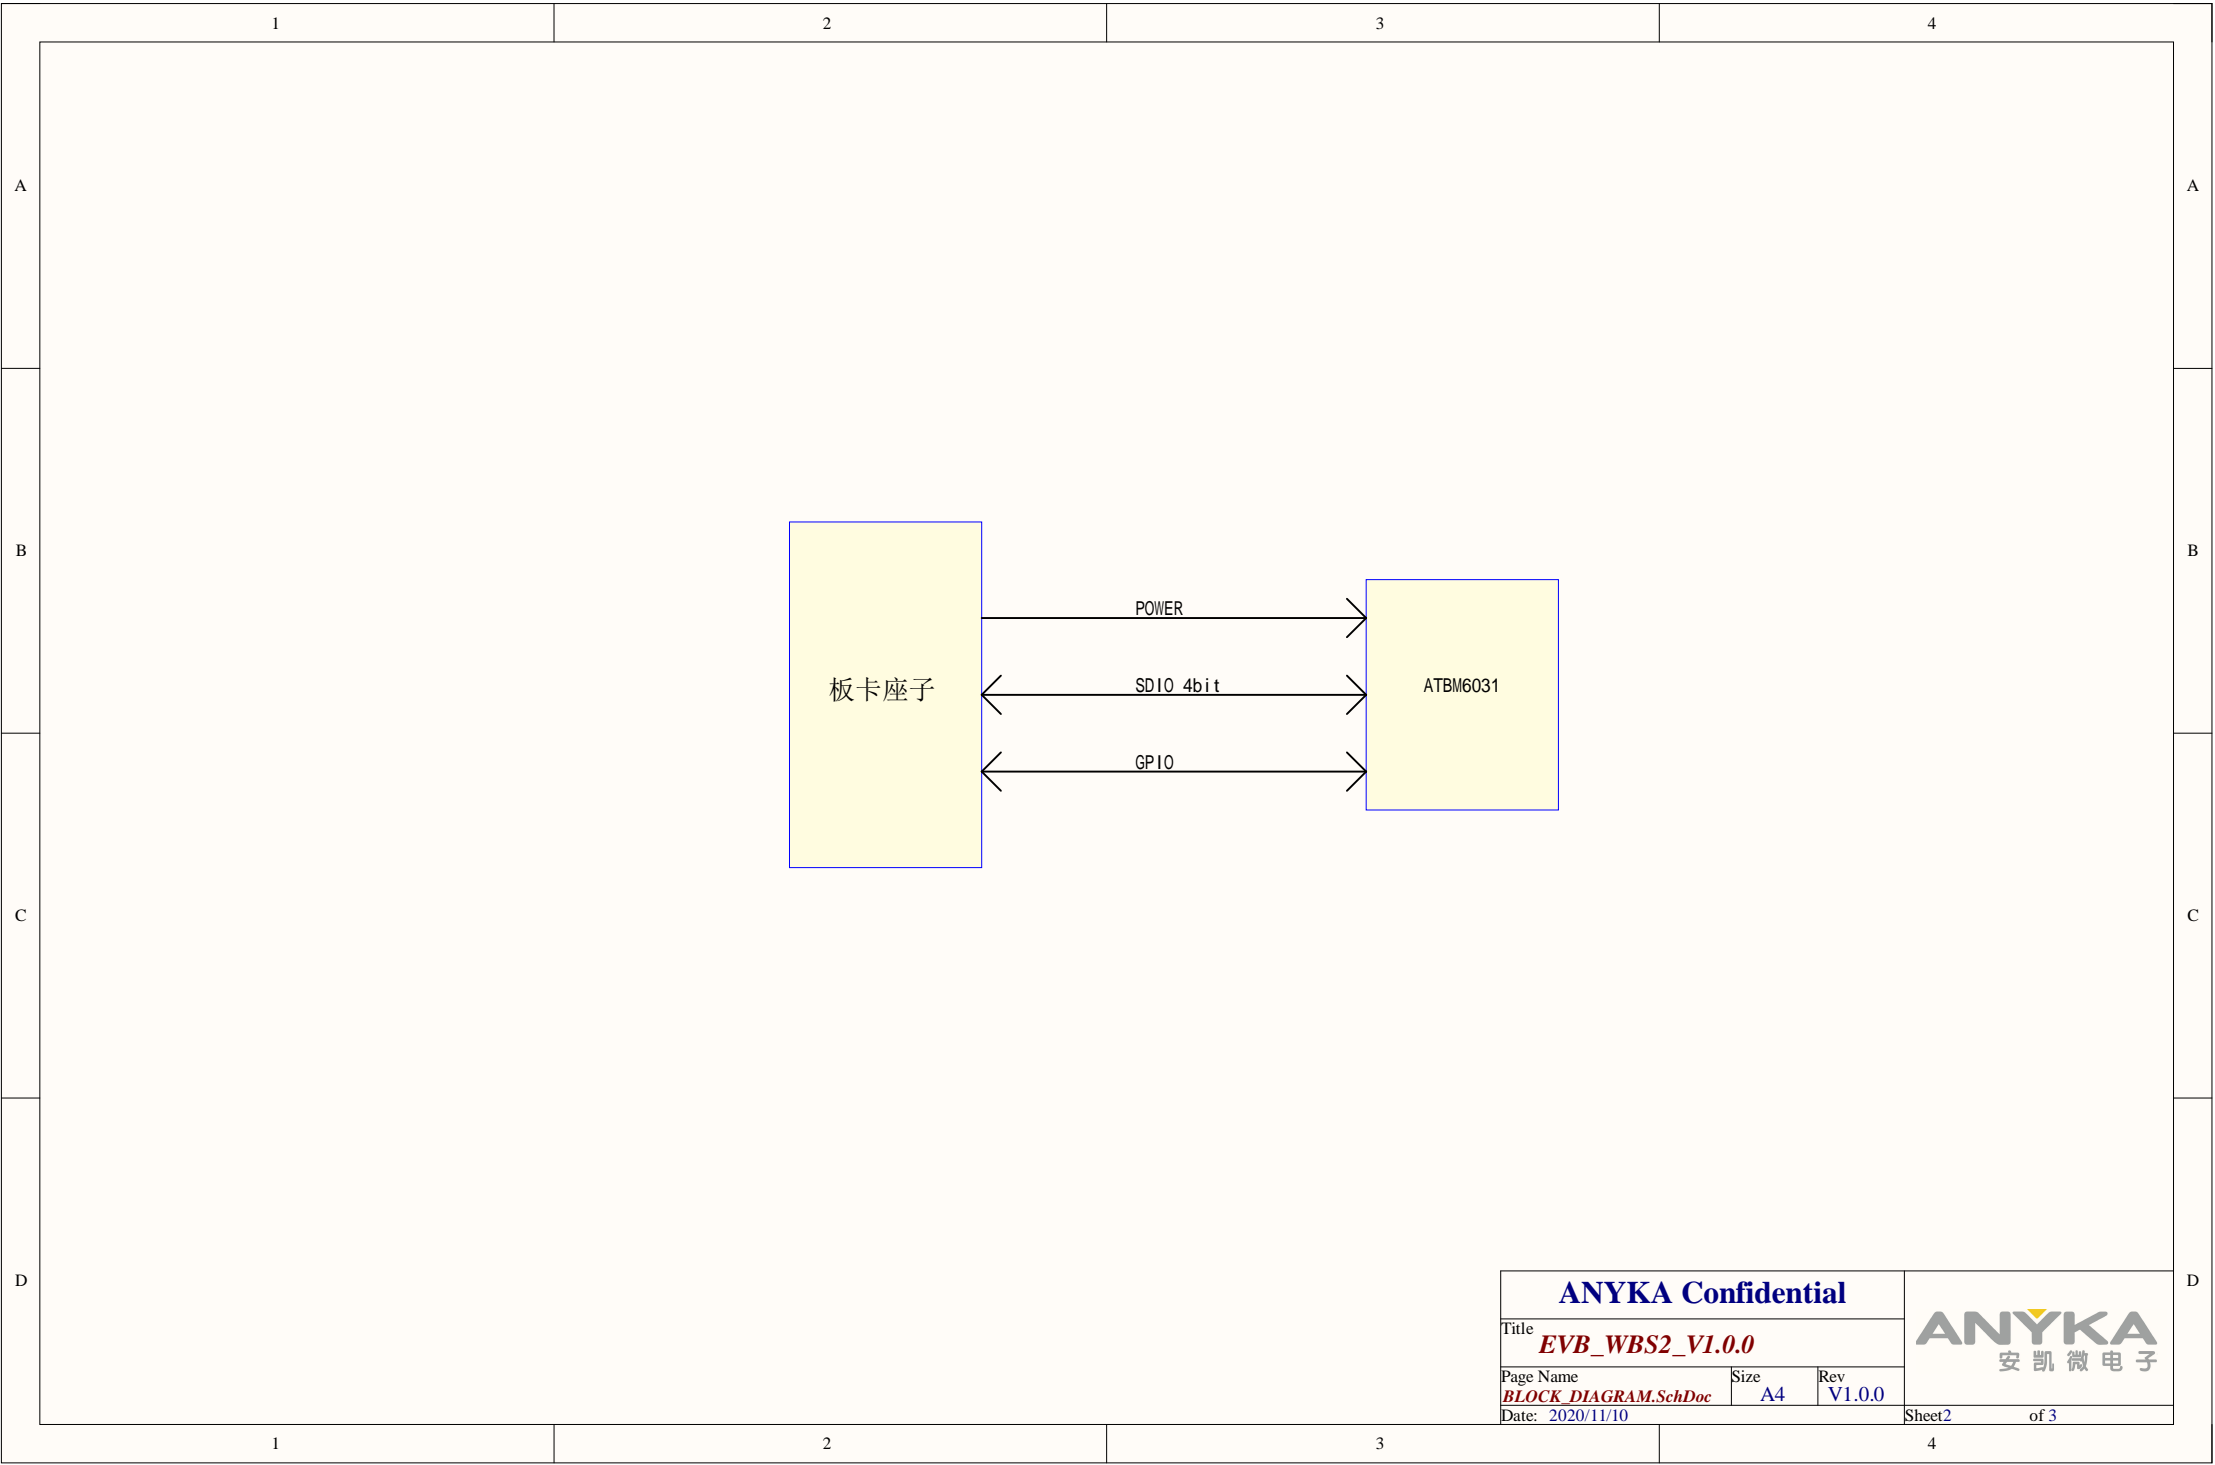 1 2 3 4
A A
B B
POWER
板卡座子 SDIO 4bit ATBM6031
GPIO
C C
D D
ANYKA Confidential
Title EVB_WBS2_V1.0.0
ANYKA
安凯微电子
Page Name Size Rev
BLOCK_DIAGRAM.SchDoc A4 V1.0.0
Date: 2020/11/10 Sheet2 of 3
1 2 3 4